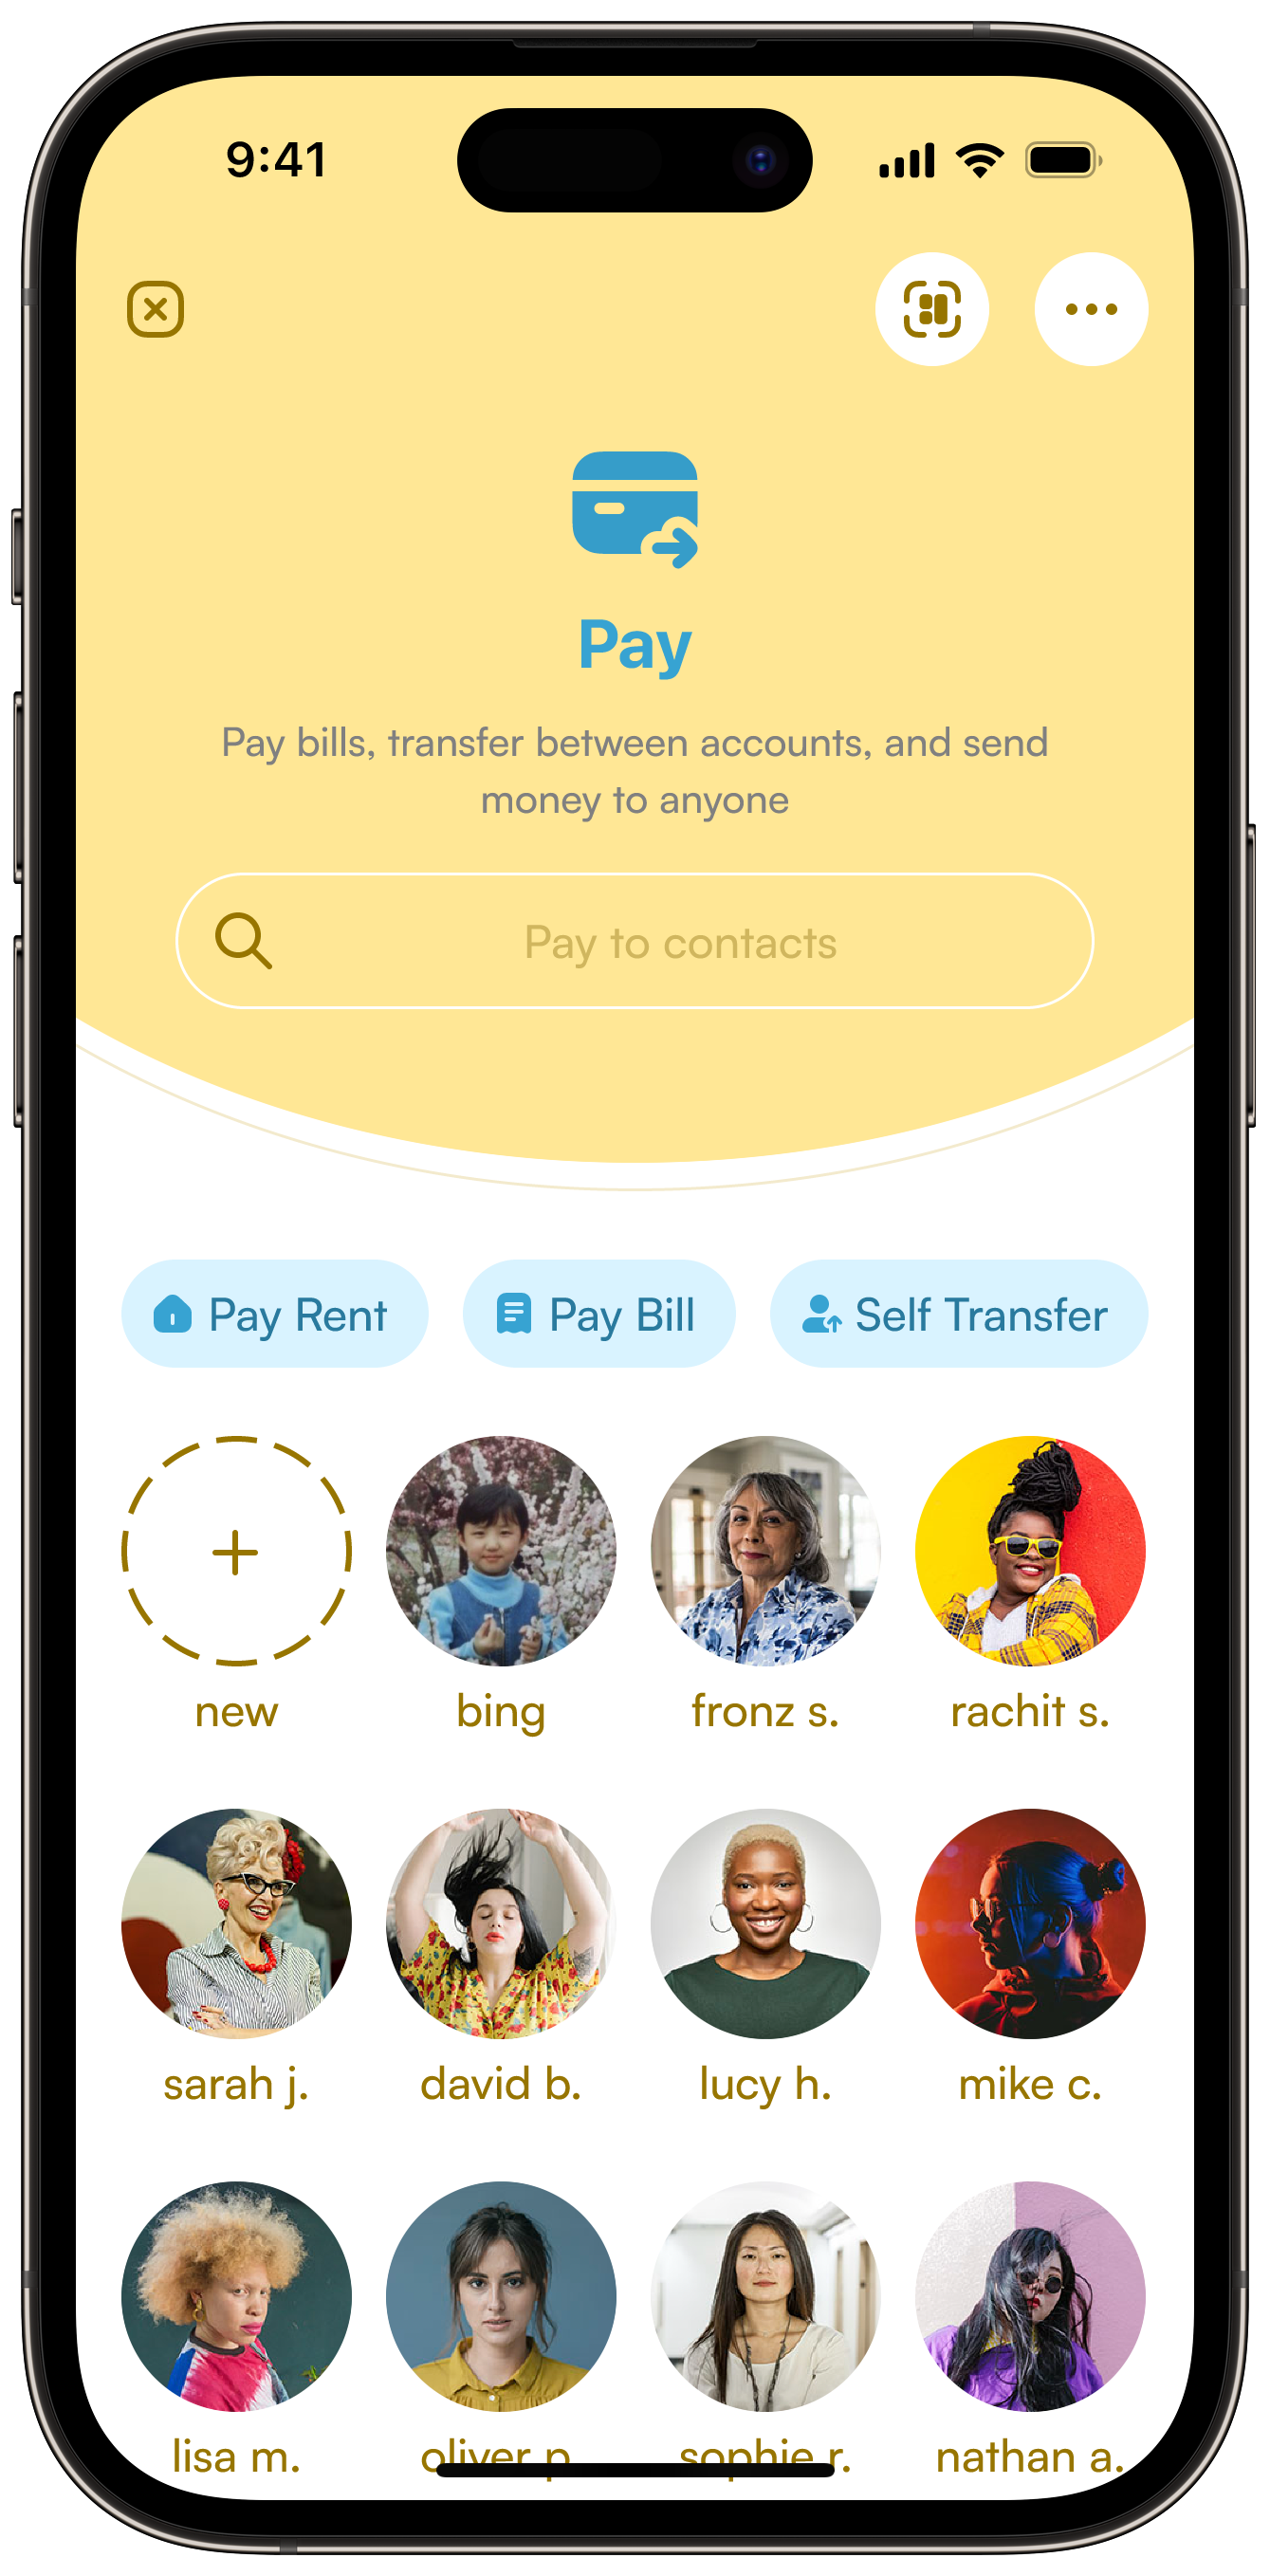 9:41
Pay
Pay bills, transfer between accounts, and send
money to anyone
Pay to contacts
Pay Rent Pay Bill Self Transfer
new bing fronz s. rachit s.
sarah j. david b. lucy h. mike c.
lisa m. oliver p. sophie r. nathan a.